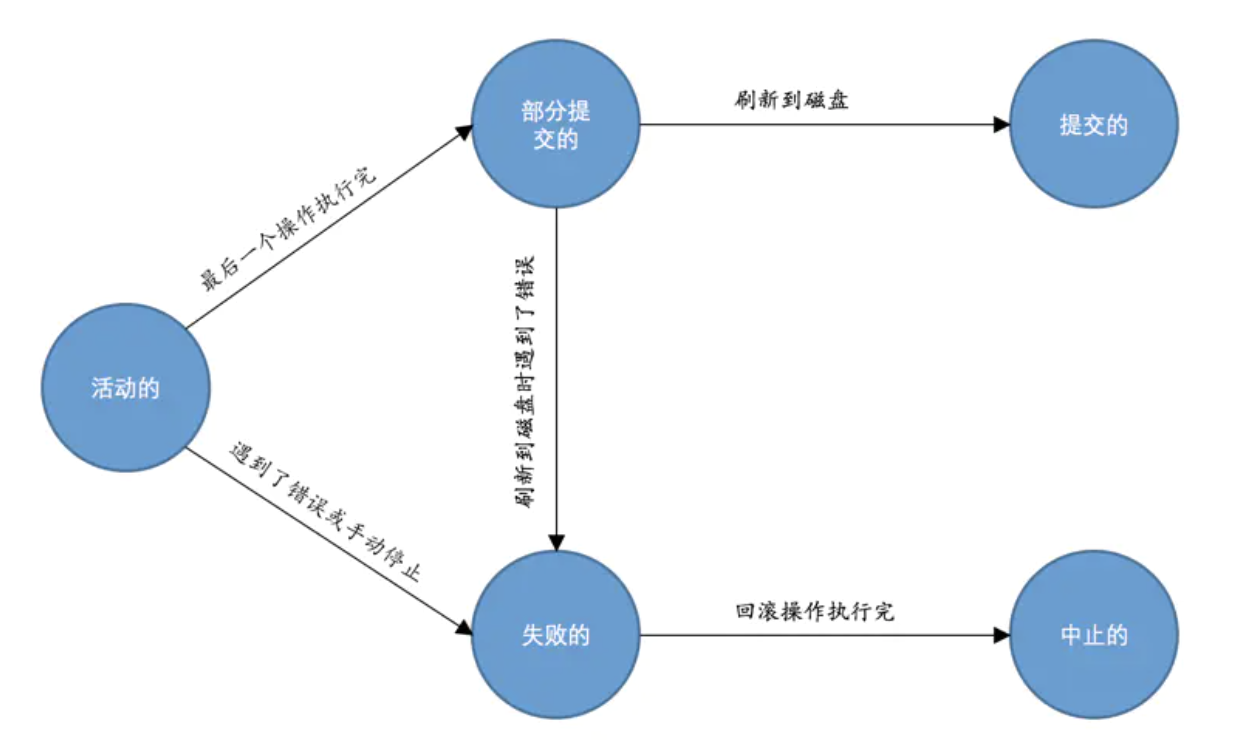 部分提
交的
刷新到磁盘
提交的
最后一个操作执行完
刷新到磁盘时遇到了错误
活动的
遇到了错误或手动停止
失败的
回滚操作执行完
中止的